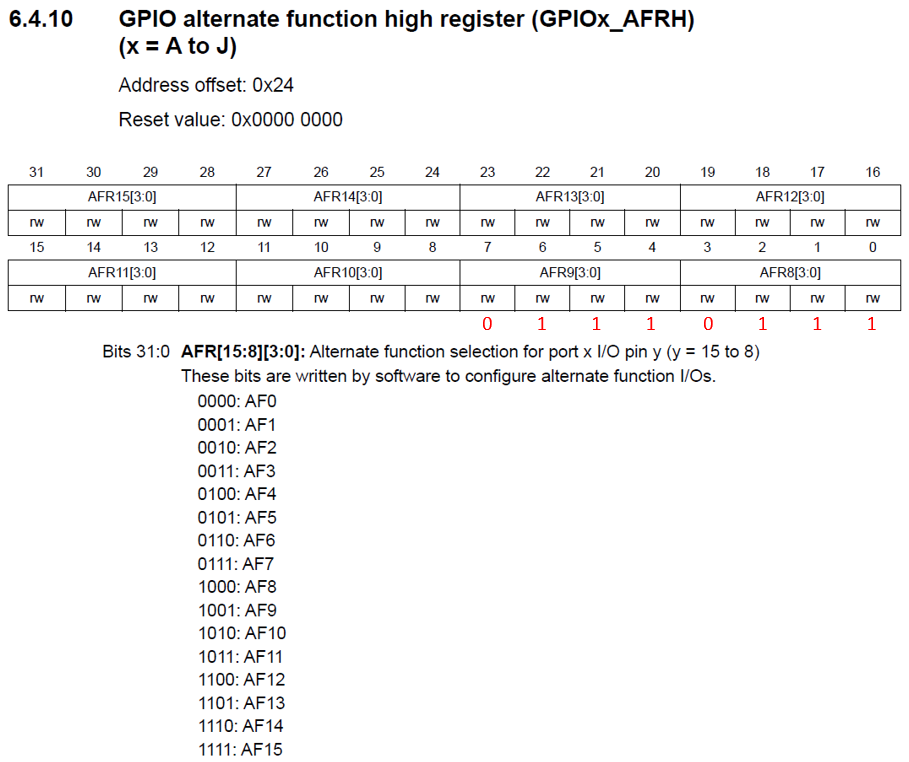 6.4.10 GPIO alternate function high register (GPIOx_AFRH)
(x = A to J)
Address offset: 0x24
Reset value: 0x0000 0000
31 30 29 28 27 26 25 24 23 22 21 20 19 18 17 16
AFR15[3:0] AFR14[3:0] AFR13[3:0] AFR12[3:0]
rw rw rw rw rw rw rw rw rw rw rw rw rw rw rw rw
15 14 13 12 11 10 9 8 7 6 5 4 3 2 1 0
AFR11[3:0] AFR10[3:0] AFR9[3:0] AFR8[3:0]
rw rw rw rw rw rw rw rw rw rw rw rw rw rw rw rw
0 1 1 1 0 1 1 1
Bits 31:0 AFR[15:8][3:0]: Alternate function selection for port x I/O pin y (y = 15 to 8)
These bits are written by software to configure alternate function I/Os.
0000: AF0
0001: AF1
0010: AF2
0011: AF3
0100: AF4
0101: AF5
0110: AF6
0111: AF7
1000: AF8
1001: AF9
1010: AF10
1011: AF11
1100: AF12
1101: AF13
1110: AF14
1111: AF15